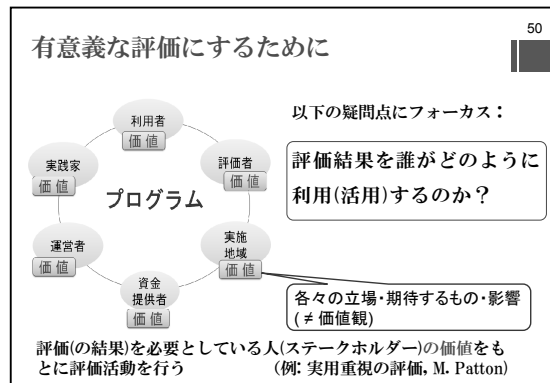 50
有意義な評価にするために
利用者
価値
評価者
価値
実施
地域
価値
資金
提供者
価値
運営者
価値
実践家
価値
プログラム
以下の疑問点にフォーカス：
評価結果を誰がどのように
利用(活用)するのか？
各々の立場・期待するもの・影響
(≠価値観)
評価(の結果)を必要としている人(ステークホルダー)の価値をも
とに評価活動を行う　　　(例: 実用重視の評価, M. Patton)